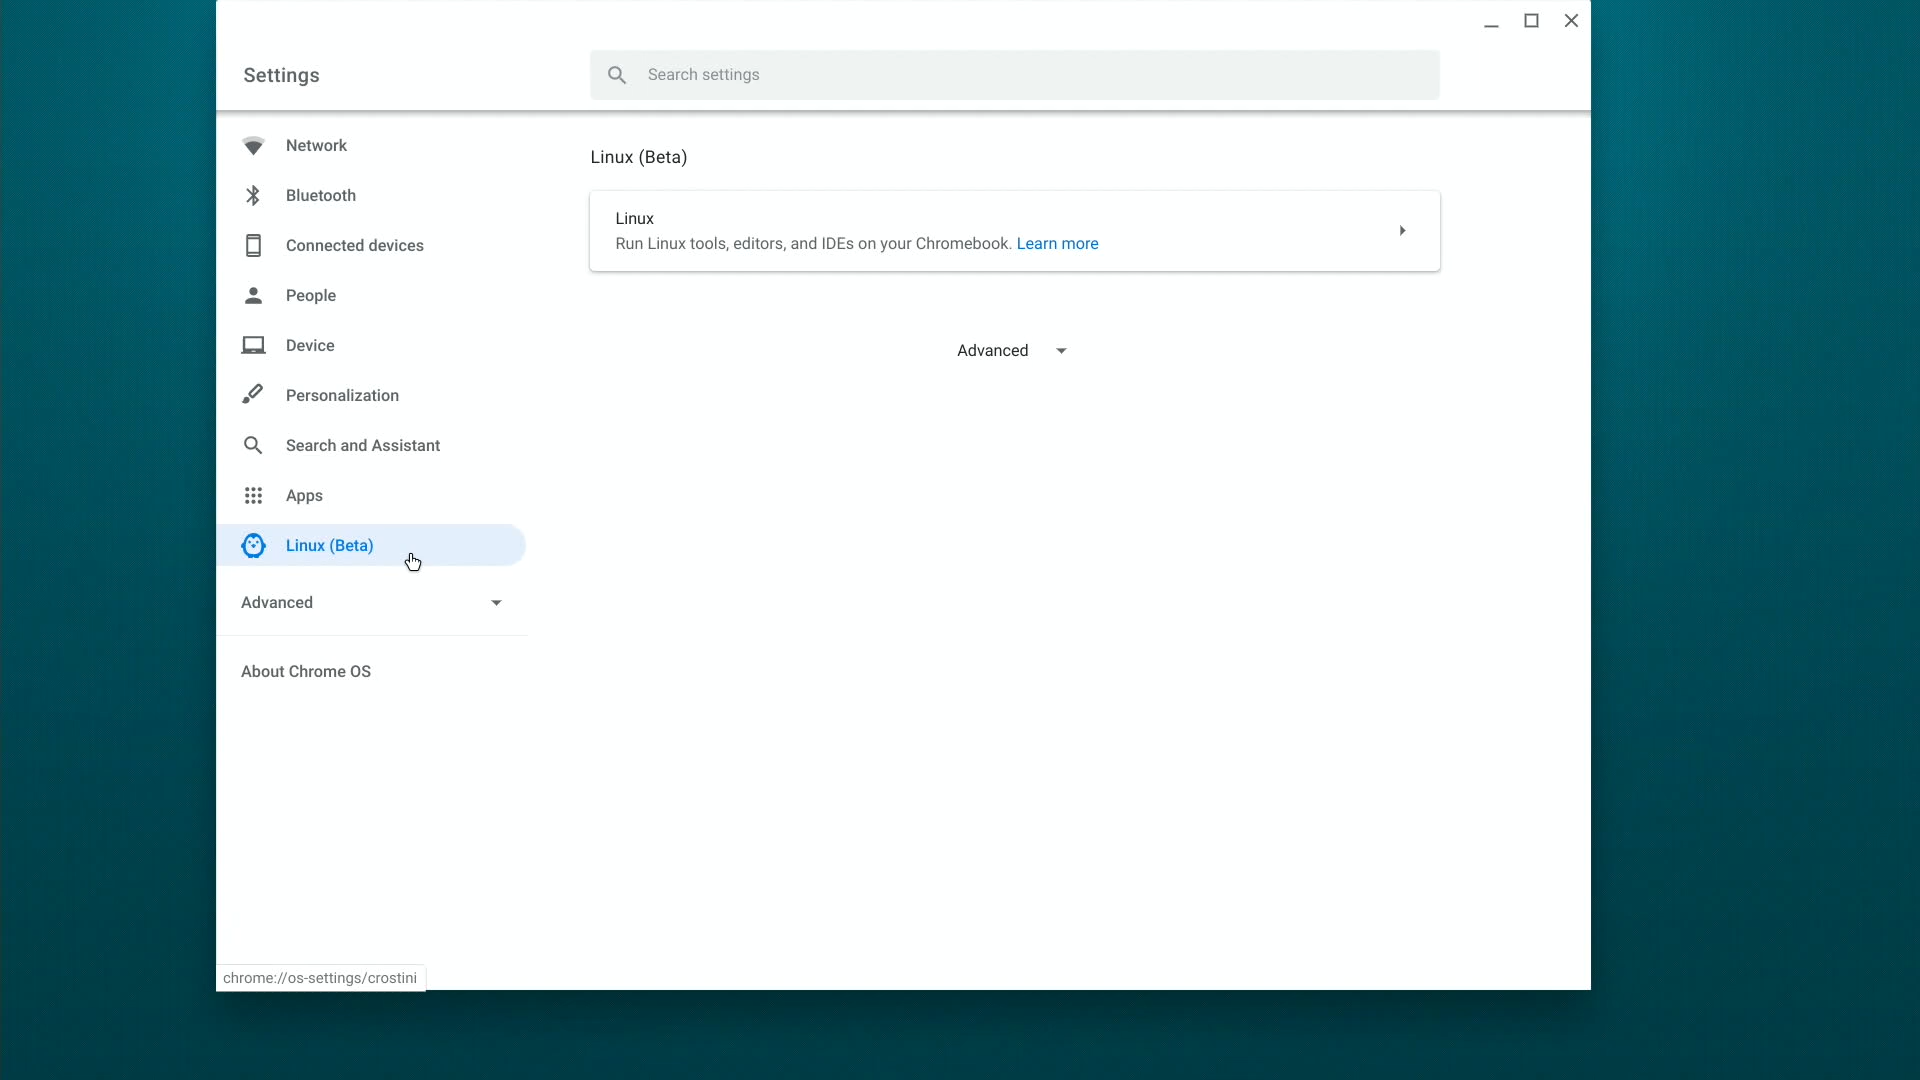 Settings
Search settings
Network
Bluetooth
Connected devices
People
Device
Personalization
Search and Assistant
Apps
Linux (Beta)
Advanced
About Chrome OS
Linux (Beta)
Linux
Run Linux tools, editors, and IDEs on your Chromebook. Learn more
Advanced
chrome://os-settings/crostini